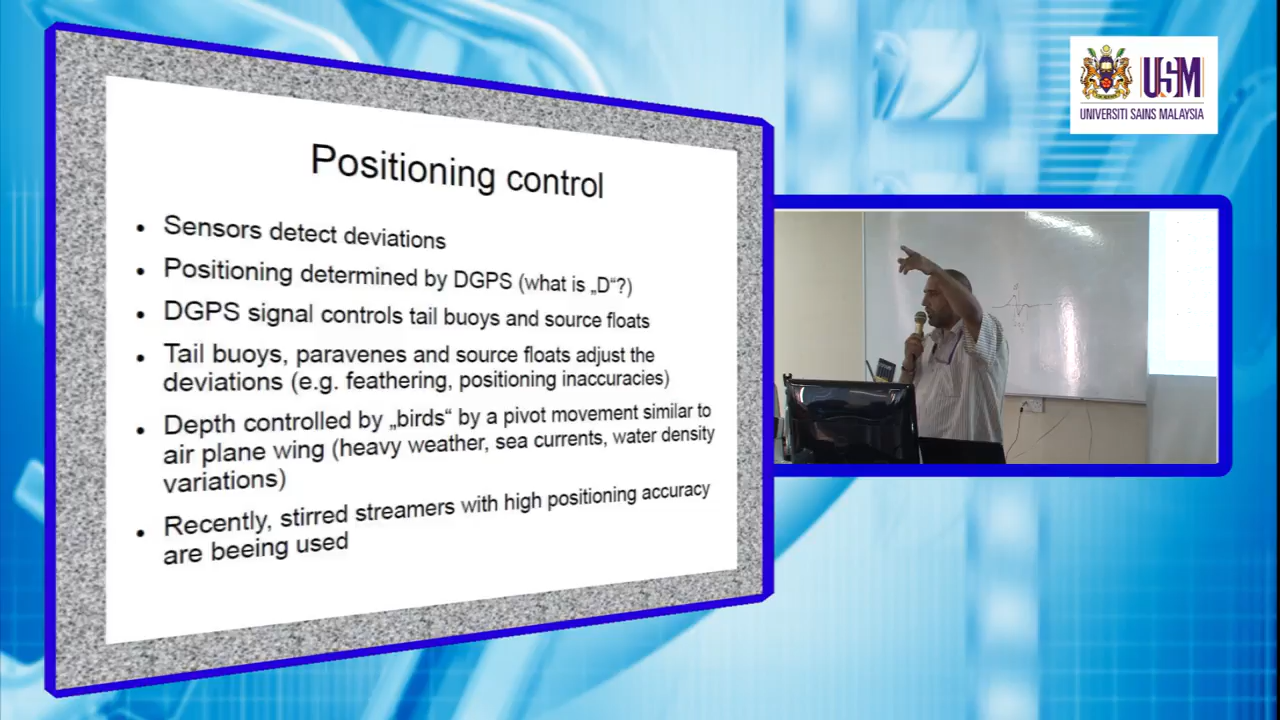 Positioning control
• Sensors detect deviations
• Positioning determined by DGPS (what is „D“?)
• DGPS signal controls tail buoys and source floats
• Tail buoys, paravenes and source floats adjust the
deviations (e.g. feathering, positioning inaccuracies)
• Depth controlled by „birds“ by a pivot movement similar to
air plane wing (heavy weather, sea currents, water density
variations)
• Recently, stirred streamers with high positioning accuracy
are beeing used
USM
UNIVERSITI SAINS MALAYSIA